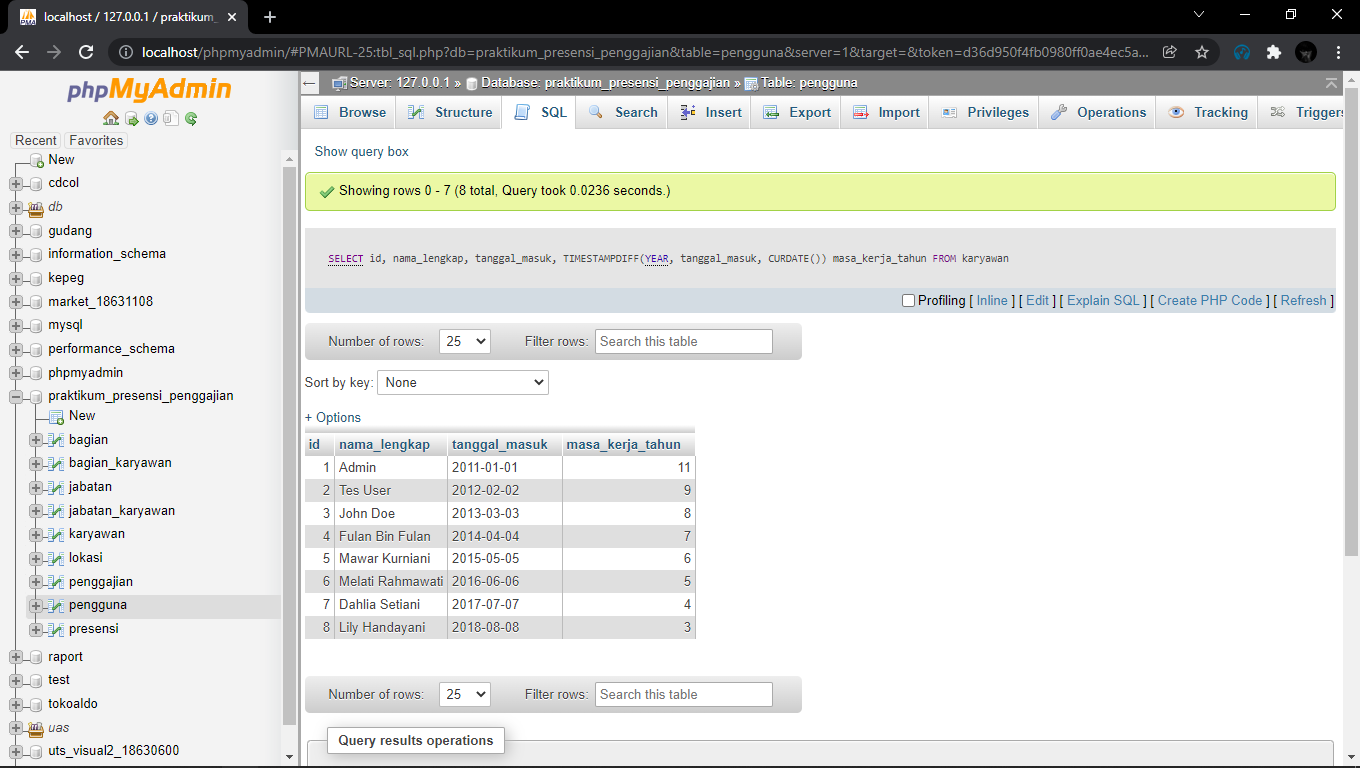 localhost / 127.0.0.1 / praktikum_
localhost/phpmyadmin/#PMAURL-25:tbl_sql.php?db=praktikum_presensi_penggajian&table=pengguna&server=1&target=&token=d36d950f4fb0980ff0ae4ec5a...
phpMyAdmin
Recent Favorites
New
cdcol
db
gudang
information_schema
kepeg
market_18631108
mysql
performance_schema
phpmyadmin
praktikum_presensi_penggajian
New
bagian
bagian_karyawan
jabatan
jabatan_karyawan
karyawan
lokasi
penggajian
pengguna
presensi
raport
test
tokoaldo
uas
uts_visual2_18630600
Server: 127.0.0.1 » Database: praktikum_presensi_penggajian » Table: pengguna
Browse Structure SQL Search Insert Export Import Privileges Operations Tracking Triggers
Show query box
Showing rows 0 - 7 (8 total, Query took 0.0236 seconds.)
SELECT id, nama_lengkap, tanggal_masuk, TIMESTAMPDIFF(YEAR, tanggal_masuk, CURDATE()) masa_kerja_tahun FROM karyawan
Profiling [ Inline ] [ Edit ] [ Explain SQL ] [ Create PHP Code ] [ Refresh ]
Number of rows: 25 Filter rows: Search this table
Sort by key: None
+ Options
id nama_lengkap tanggal_masuk masa_kerja_tahun
1 Admin 2011-01-01 11
2 Tes User 2012-02-02 9
3 John Doe 2013-03-03 8
4 Fulan Bin Fulan 2014-04-04 7
5 Mawar Kurniani 2015-05-05 6
6 Melati Rahmawati 2016-06-06 5
7 Dahlia Setiani 2017-07-07 4
8 Lily Handayani 2018-08-08 3
Number of rows: 25 Filter rows: Search this table
Query results operations